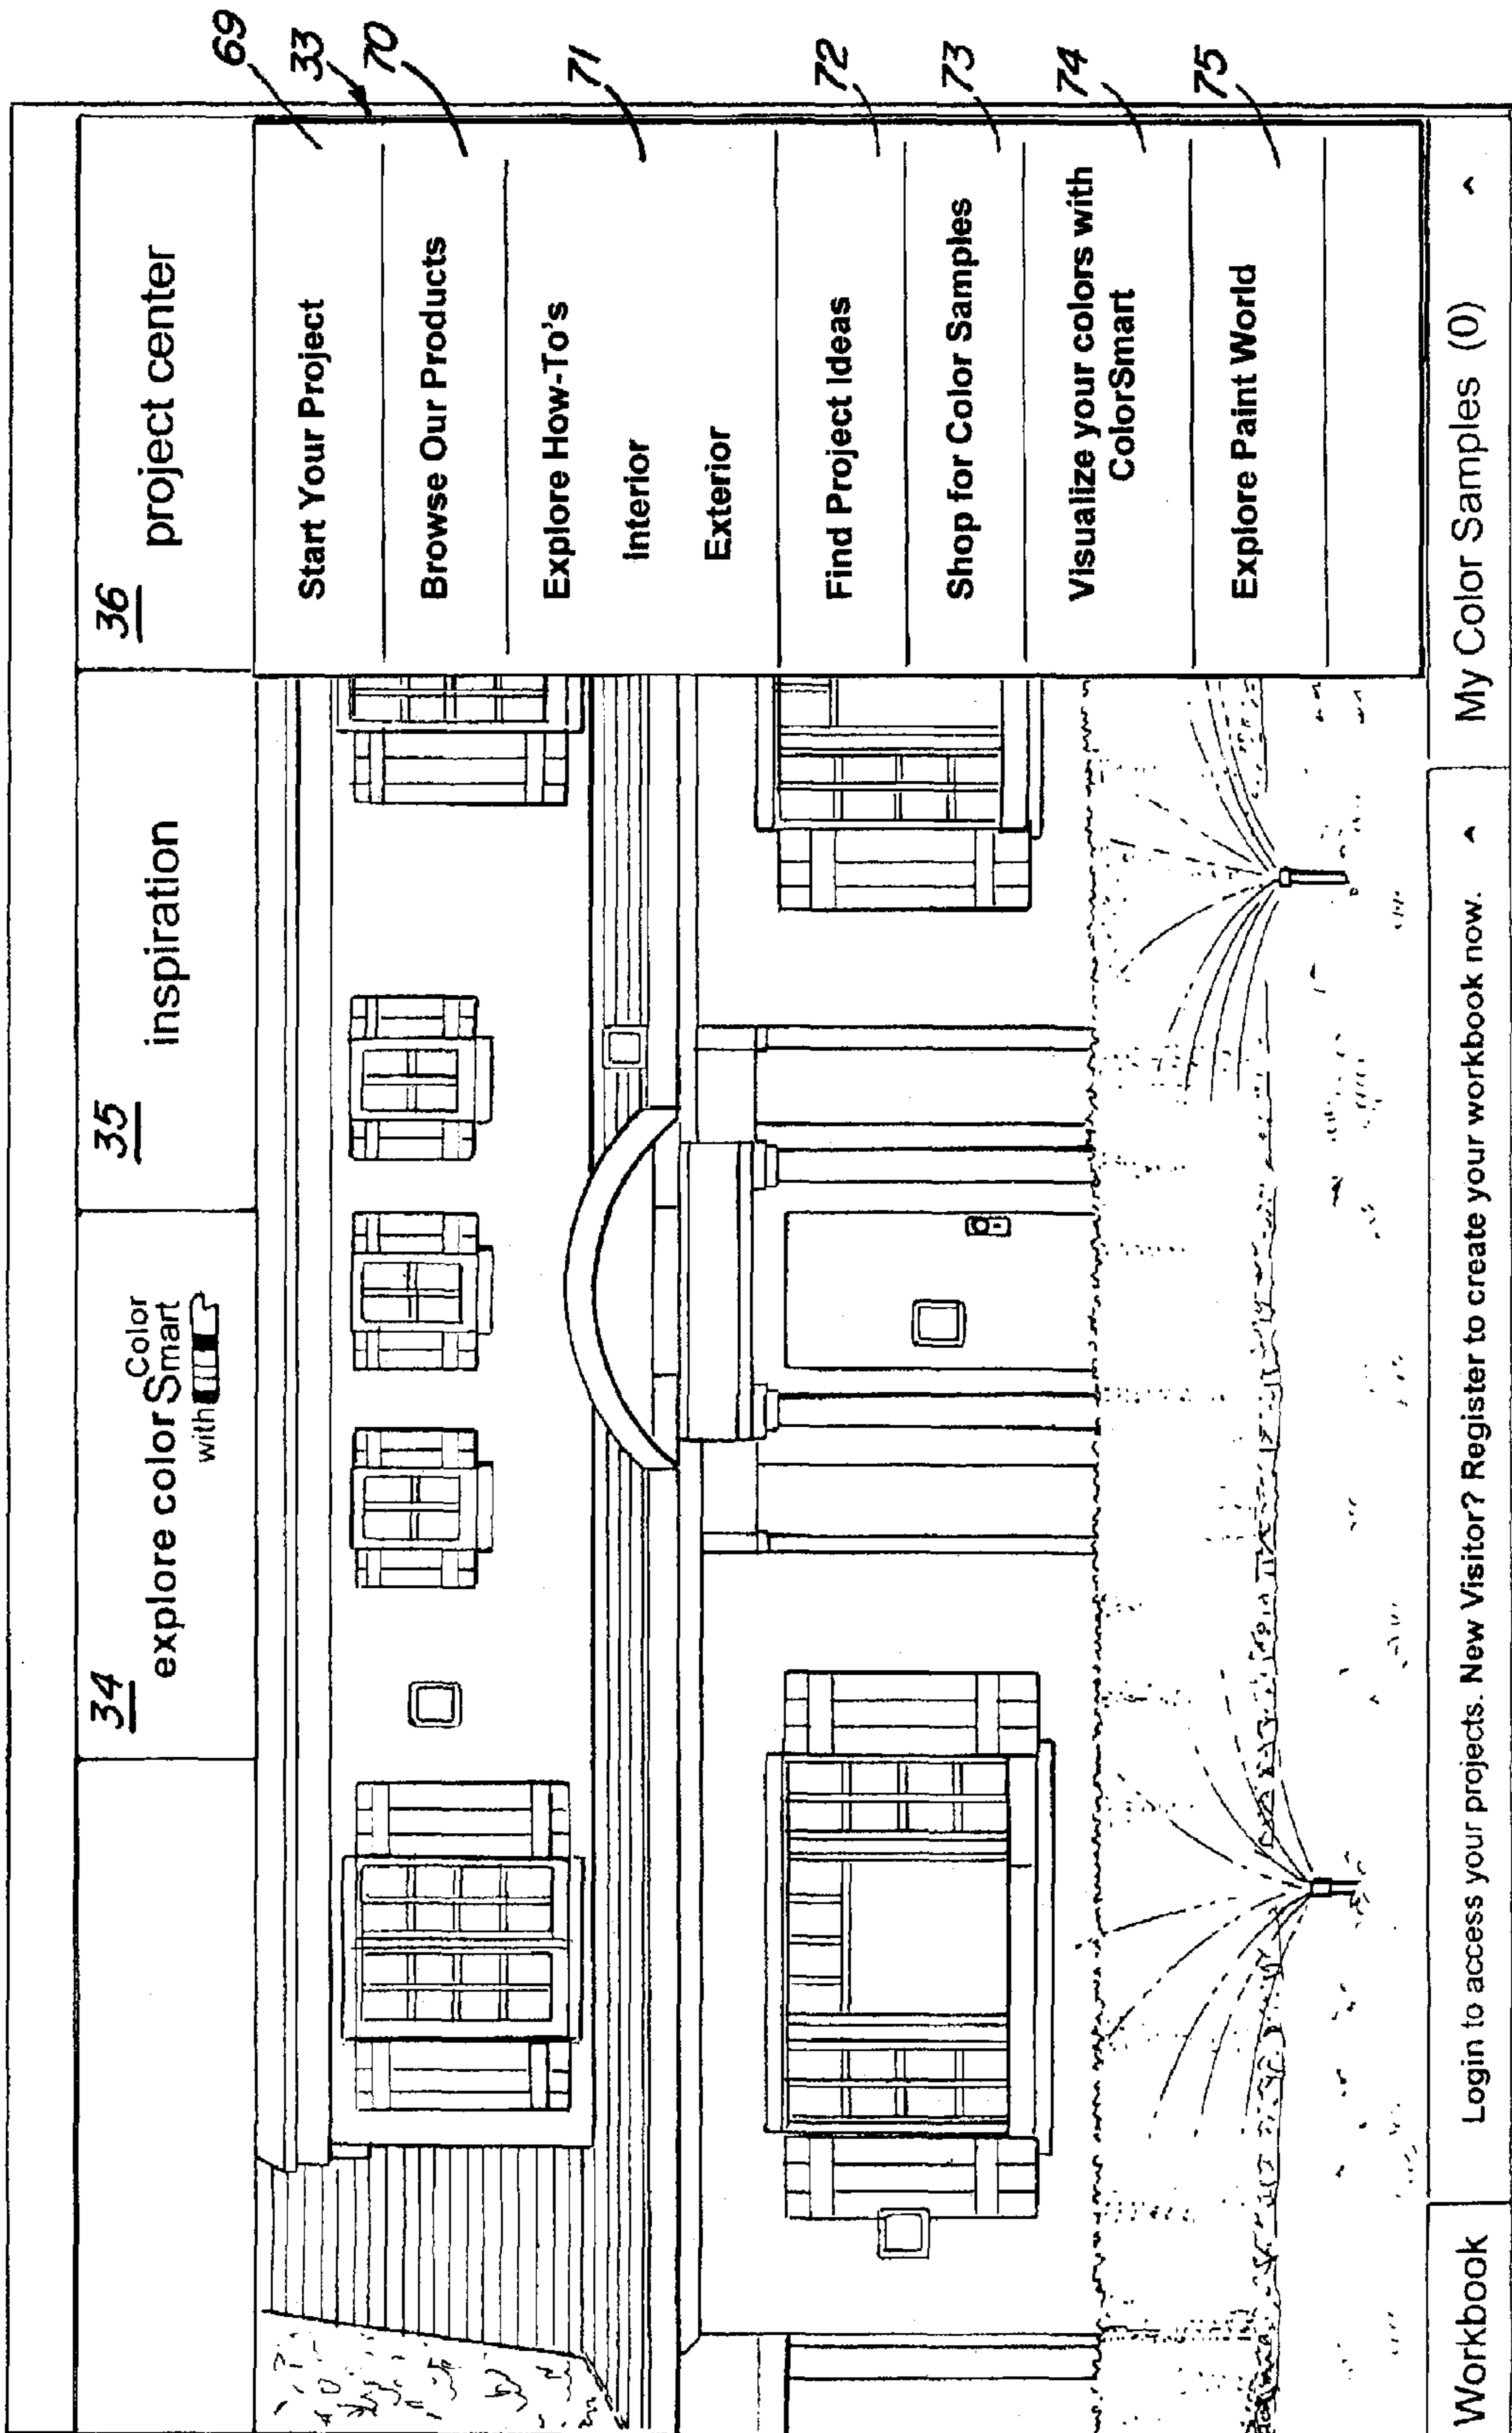 34
explore color
with
Color
Smart
35
inspiration
36
project center
69
33
70
71
72
73
74
75
Start Your Project
Browse Our Products
Explore How-To's
Interior
Exterior
Find Project Ideas
Shop for Color Samples
Visualize your colors with
ColorSmart
Explore Paint World
Workbook
Login to access your projects. New Visitor? Register to create your workbook now. ^
My Color Samples (0) ^